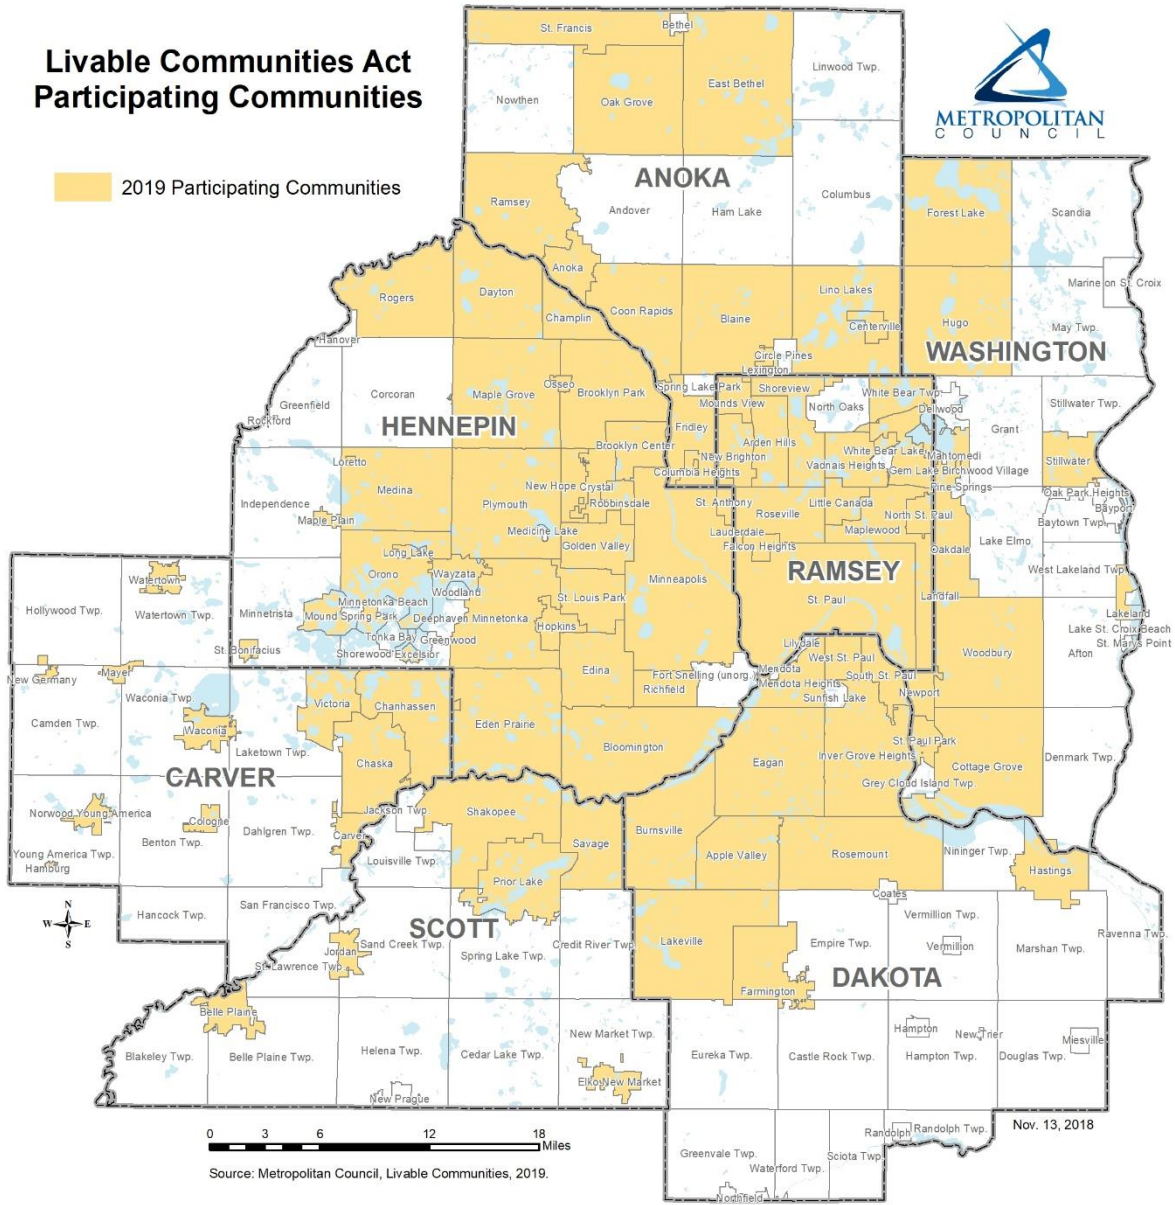 Livable Communities Act
Participating Communities
2019 Participating Communities
METROPOLITAN
COUNCIL
St. Francis
Bethel
Linwood Twp.
Nowthen
Oak Grove
East Bethel
ANOKA
Ramsey
Andover
Ham Lake
Columbus
Forest Lake
Scandia
Anoka
Marine on St. Croix
Rogers
Dayton
Lino Lakes
Champlin
Coon Rapids
Blaine
Centerville
Hugo
May Twp.
WASHINGTON
Hanover
Circle Pines
Lexington
Osseo
Spring Lake Park
Shoreview
White Bear Twp.
Corcoran
Maple Grove
Brooklyn Park
Mounds View
North Oaks
Dellwood
Stillwater Twp.
Greenfield
Rockford
HENNEPIN
Fridley
Grant
Brooklyn Center
Arden Hills
White Bear Lake
Mahtomedi
New Brighton
Vadnais Heights
Loretto
Columbia Heights
Gem Lake
Birchwood Village
Stillwater
Medina
New Hope
Crystal
Pine Springs
Oak Park Heights
Independence
Plymouth
Robbinsdale
St. Anthony
Little Canada
Bayport
Maple Plain
Roseville
North St. Paul
Baytown Twp.
Medicine Lake
Lauderdale
Maplewood
Lake Elmo
Golden Valley
Falcon Heights
Oakdale
Long Lake
RAMSEY
West Lakeland Twp.
Orono
Wayzata
Minneapolis
Watertown
Woodland
Landfall
Hollywood Twp.
Watertown Twp.
Minnetrista
Minnetonka Beach
St. Louis Park
St. Paul
Lakeland
Mound
Spring Park
Deephaven
Minnetonka
Hopkins
Lake St. Croix Beach
Tonka Bay
Greenwood
Lilydale
St. Marys Point
St. Bonifacius
Shorewood
Excelsior
West St. Paul
Woodbury
Afton
Mayer
Edina
Fort Snelling (unorg.)
Mendota
South St. Paul
New Germany
Richfield
Mendota Heights
Newport
Waconia Twp.
Victoria
Chanhassen
Sunfish Lake
Camden Twp.
Waconia
Eden Prairie
St. Paul Park
Laketown Twp.
Bloomington
Inver Grove Heights
Denmark Twp.
Chaska
Eagan
Cottage Grove
CARVER
Grey Cloud Island Twp.
Norwood Young America
Cologne
Jackson Twp.
Shakopee
Dahlgren Twp.
Carver
Burnsville
Benton Twp.
Savage
Nininger Twp.
Young America Twp.
Louisville Twp.
Apple Valley
Rosemount
Hamburg
Prior Lake
Hastings
Coates
San Francisco Twp.
Hancock Twp.
Vermillion Twp.
N
W
E
S
SCOTT
Ravenna Twp.
Sand Creek Twp.
Credit River Twp.
Lakeville
Empire Twp.
Vermillion
Marshan Twp.
Jordan
Spring Lake Twp.
St. Lawrence Twp.
DAKOTA
Farmington
Belle Plaine
Hampton
New Trier
Miesville
New Market Twp.
Blakeley Twp.
Belle Plaine Twp.
Helena Twp.
Cedar Lake Twp.
Eureka Twp.
Castle Rock Twp.
Hampton Twp.
Douglas Twp.
Elko New Market
New Prague
Nov. 13, 2018
Randolph
Randolph Twp.
0 3 6 12 18
Miles
Greenvale Twp.
Waterford Twp.
Sciota Twp.
Source: Metropolitan Council, Livable Communities, 2019.
Northfield